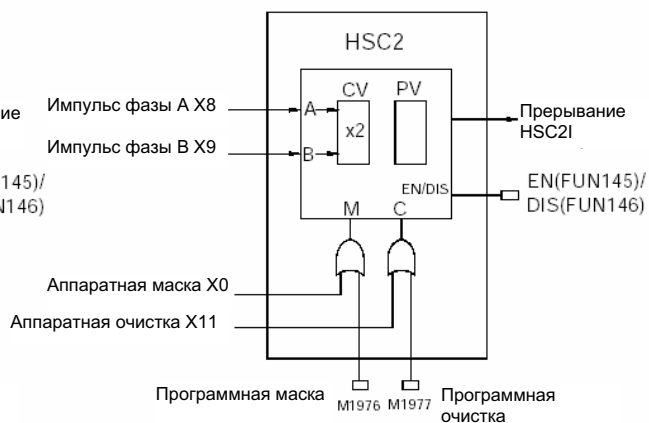 HSC2
CV PV
Импульс фазы A X8
A
x2
Прерывание
HSC2I
ие
Импульс фазы B X9
B
145)/
N146)
EN/DIS
EN(FUN145)/
DIS(FUN146)
M C
Аппаратная маска X0
Аппаратная очистка X11
Программная маска
M1976 M1977
Программная
очистка